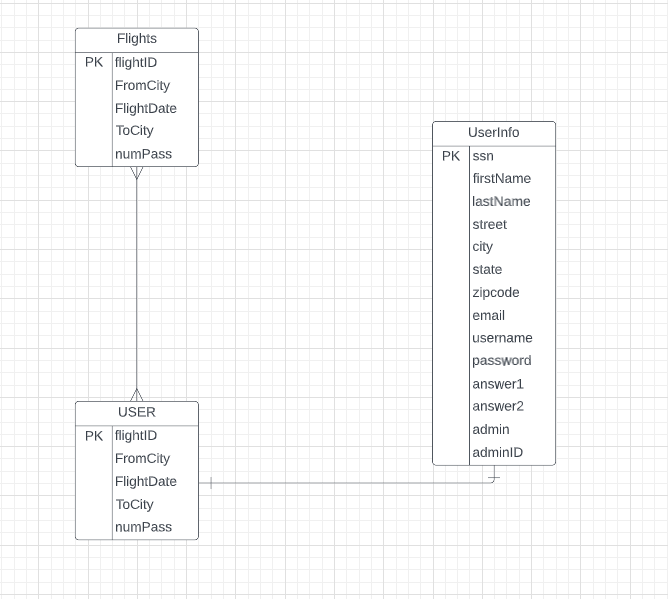 Flights
PK flightID
FromCity
FlightDate
ToCity
numPass
UserInfo
PK ssn
firstName
lastName
street
city
state
zipcode
email
username
password
answer1
answer2
admin
adminID
USER
PK flightID
FromCity
FlightDate
ToCity
numPass